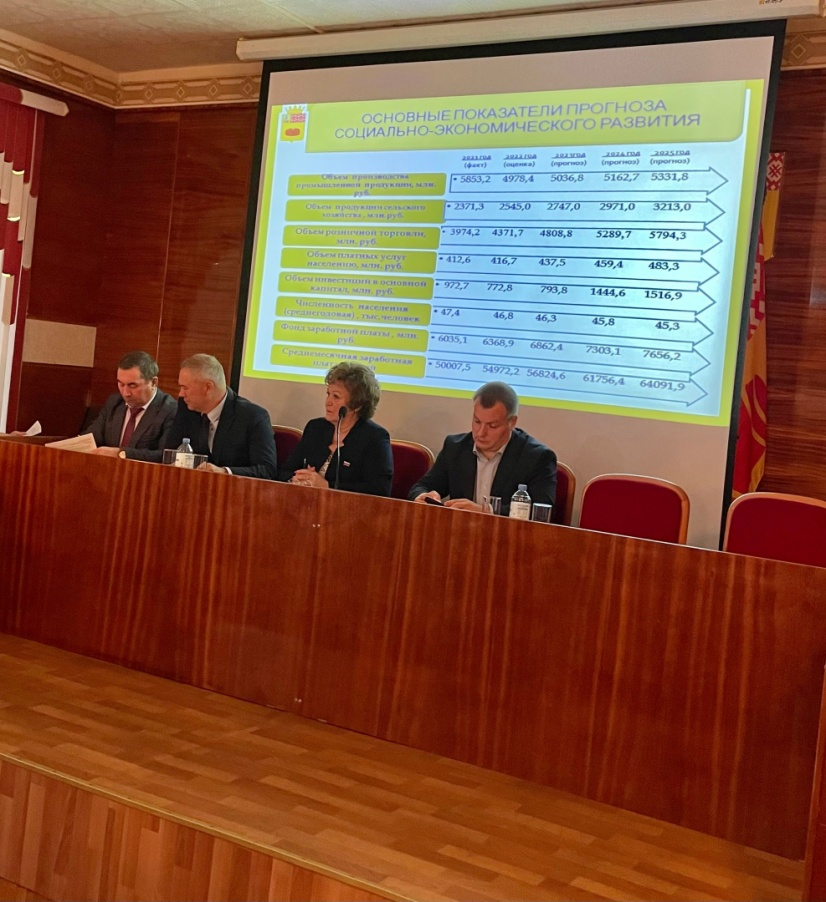 ОСНОВНЫЕ ПОКАЗАТЕЛИ ПРОГНОЗА
СОЦИАЛЬНО-ЭКОНОМИЧЕСКОГО РАЗВИТИЯ
2021 год 2022 год 2023 год 2024 год 2025 год
(факт) (оценка) (прогноз) (прогноз) (прогноз)
Объем производства
промышленной продукции, млн.
руб.
• 5853,2 4978,4 5036,8 5162,7 5331,8
Объем продукции сельского
хозяйства, млн.руб.
• 2371,3 2545,0 2747,0 2971,0 3213,0
Объем розничной торговли,
млн. руб.
• 3974,2 4371,7 4808,8 5289,7 5794,3
Объем платных услуг
населению, млн. руб.
• 412,6 416,7 437,5 459,4 483,3
Объем инвестиций в основной
капитал, млн. руб.
• 972,7 772,8 793,8 1444,6 1516,9
Численность населения
(среднегодовая), тыс.человек
• 47,4 46,8 46,3 45,8 45,3
Фонд заработной платы, млн.
руб.
• 6035,1 6368,9 6862,4 7303,1 7656,2
Среднемесячная заработная
• 50007,5 54972,2 56824,6 61756,4 64091,9